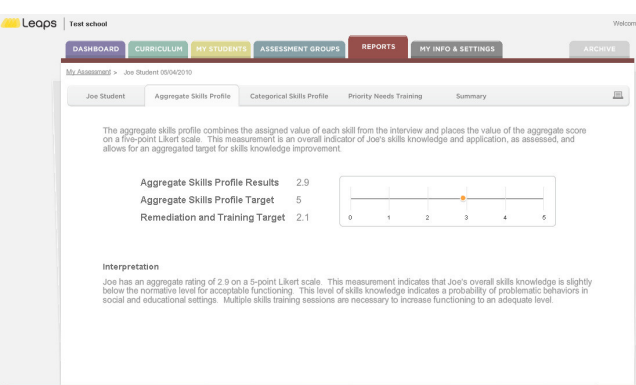 Leaps
Test school
Welcom
DASHBOARD CURRICULUM MY STUDENTS ASSESSMENT GROUPS REPORTS MY INFO & SETTINGS ARCHIVE
My Assessment > Joe Student 05/04/2010
Joe Student Aggregate Skills Profile Categorical Skills Profile Priority Needs Training Summary
The aggregate skills profile combines the assigned value of each skill from the interview and places the value of the aggregate score
on a five-point Likert scale. This measurement is an overall indicator of Joe's skills knowledge and application, as assessed, and
allows for an aggregated target for skills knowledge improvement.
Aggregate Skills Profile Results 2.9
Aggregate Skills Profile Target 5
Remediation and Training Target 2.1
0 1 2 3 4 5
Interpretation
Joe has an aggregate rating of 2.9 on a 5-point Likert scale. This measurement indicates that Joe's overall skills knowledge is slightly
below the normative level for acceptable functioning. This level of skills knowledge indicates a probability of problematic behaviors in
social and educational settings. Multiple skills training sessions are necessary to increase functioning to an adequate level.